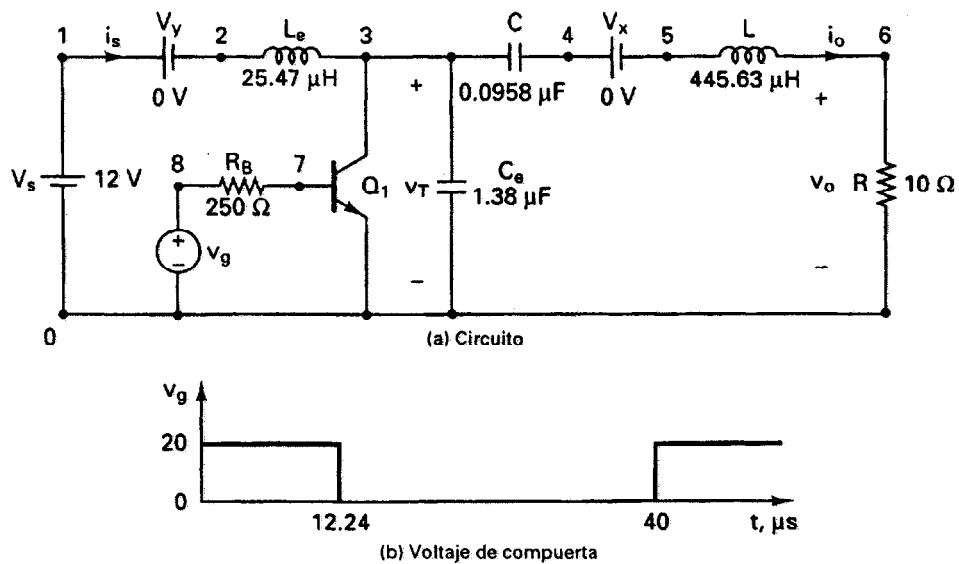 1 i_s V_y 2 L_e 3 C 4 V_x 5 L i_o 6
25.47 μH
0 V
+
0.0958 μF
0 V
445.63 μH
+
V_s 12 V
8 R_B 7
250 Ω
Q_1
v_T
C_e
1.38 μF
v_o R 10 Ω
+
−
v_g
−
−
0
(a) Circuito
v_g
20
0
12.24 40 t, μs
(b) Voltaje de compuerta